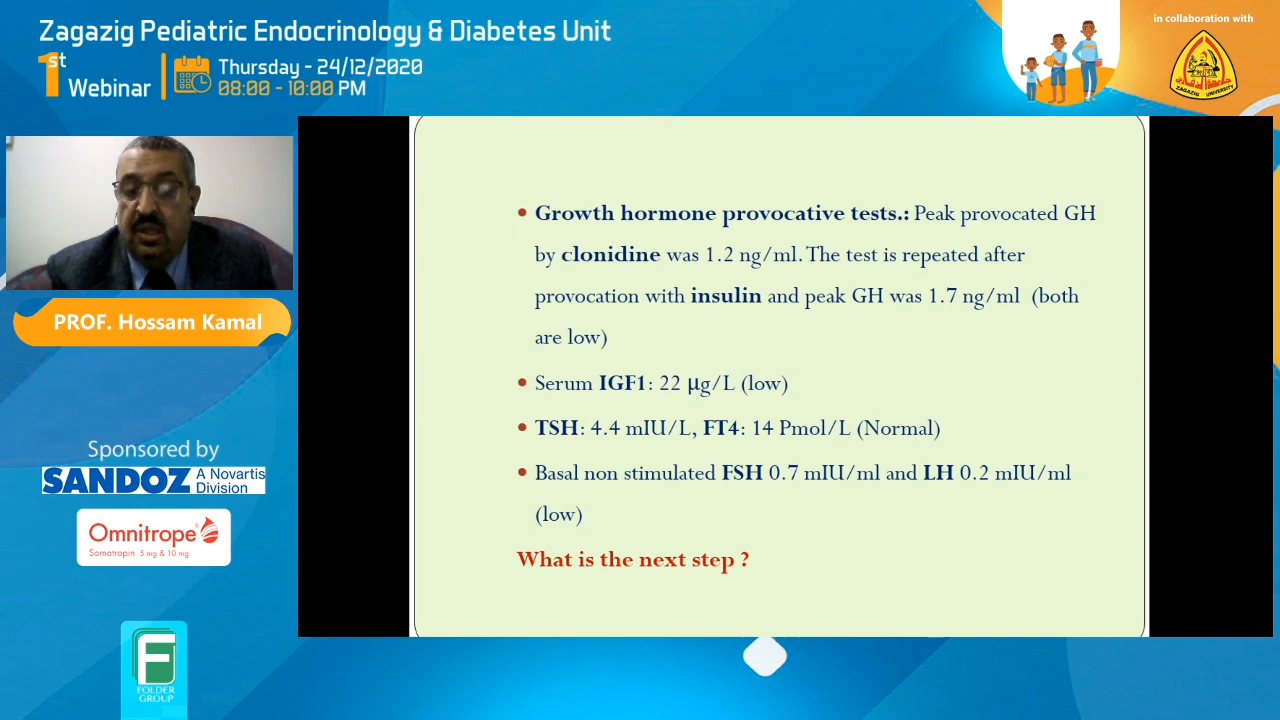 Zagazig Pediatric Endocrinology & Diabetes Unit
1st Webinar
Thursday - 24/12/2020
08:00 - 10:00 PM
in collaboration with
ZAGAZIG UNIVERSITY
PROF. Hossam Kamal
• Growth hormone provocative tests.: Peak provocated GH
by clonidine was 1.2 ng/ml. The test is repeated after
provocation with insulin and peak GH was 1.7 ng/ml (both
are low)
• Serum IGF1: 22 µg/L (low)
• TSH: 4.4 mIU/L, FT4: 14 Pmol/L (Normal)
• Basal non stimulated FSH 0.7 mIU/ml and LH 0.2 mIU/ml
(low)
What is the next step ?
Sponsored by
SANDOZ A Novartis
Division
Omnitrope®
Somatropin 5 mg & 10 mg
F
FOLDER
GROUP